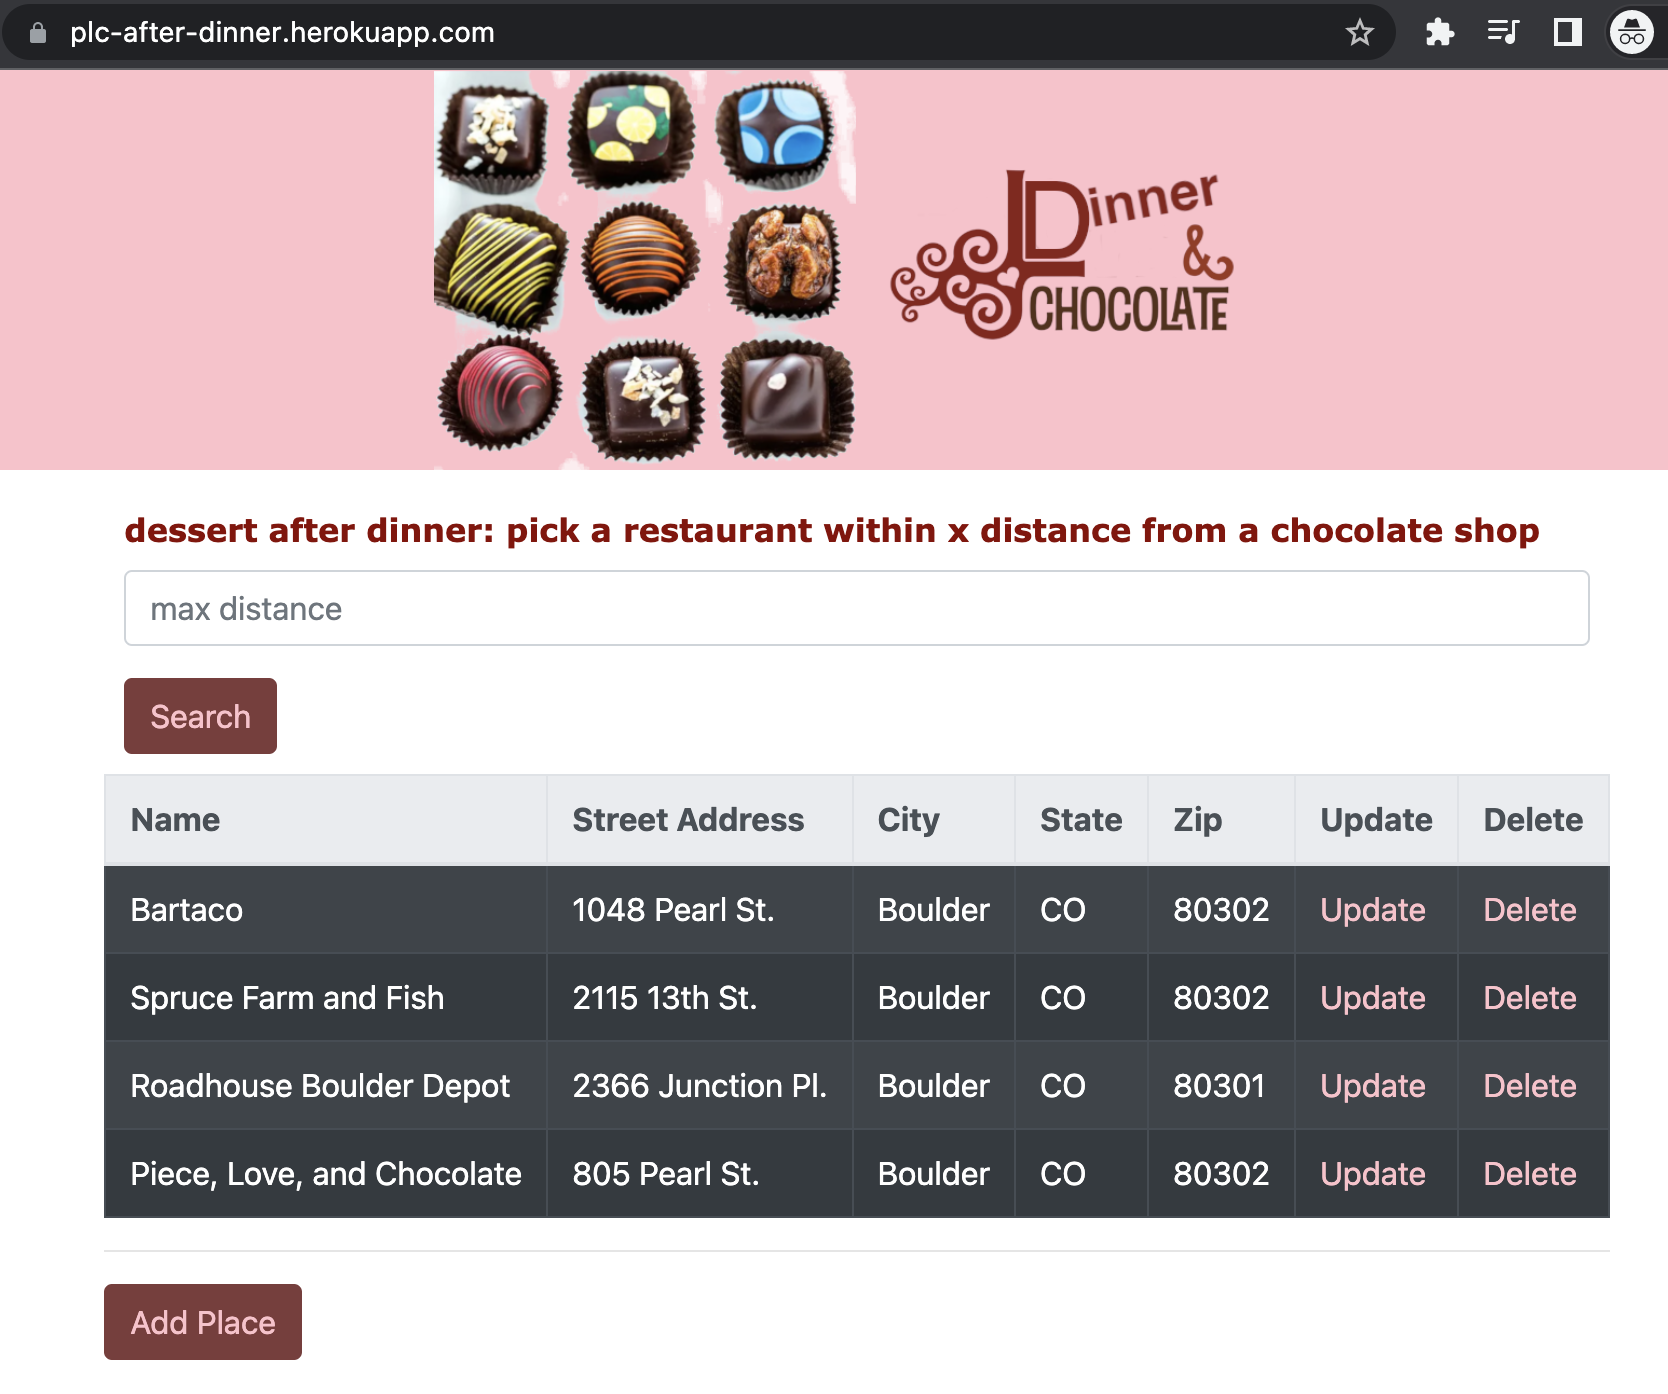 plc-after-dinner.herokuapp.com
Dinner
&
CHOCOLATE
dessert after dinner: pick a restaurant within x distance from a chocolate shop
max distance
Search
Name Street Address City State Zip Update Delete
Bartaco 1048 Pearl St. Boulder CO 80302 Update Delete
Spruce Farm and Fish 2115 13th St. Boulder CO 80302 Update Delete
Roadhouse Boulder Depot 2366 Junction Pl. Boulder CO 80301 Update Delete
Piece, Love, and Chocolate 805 Pearl St. Boulder CO 80302 Update Delete
Add Place